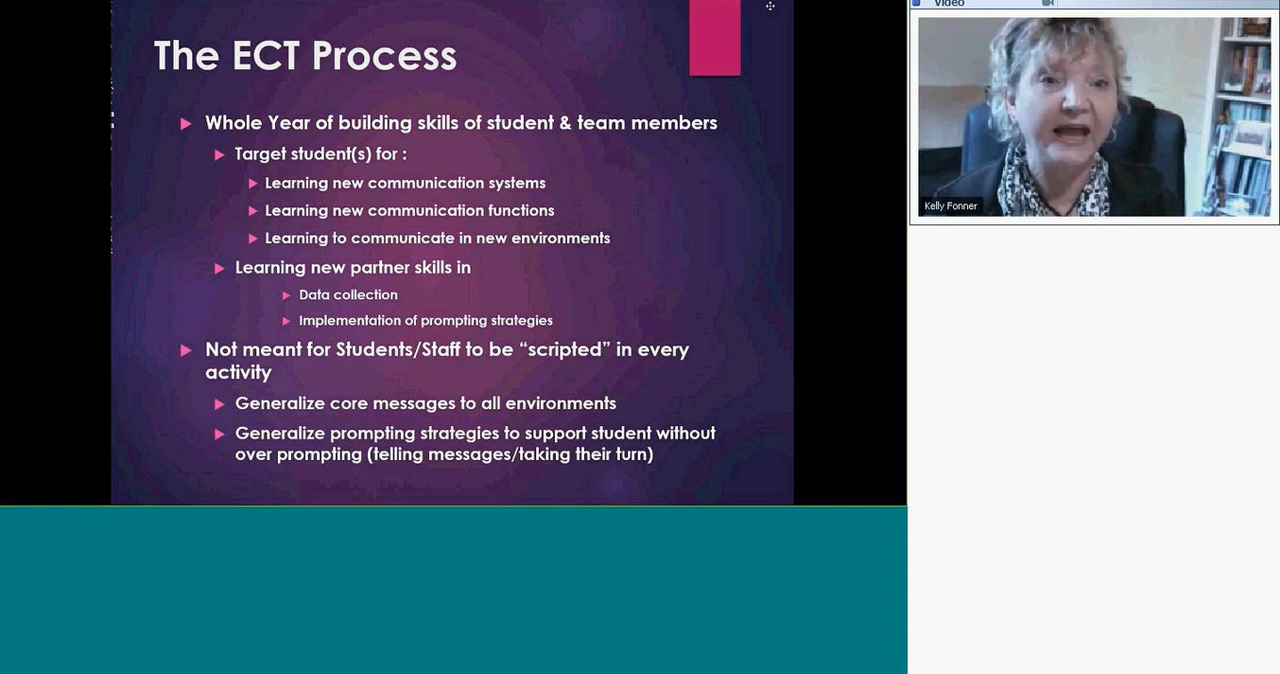 Video
The ECT Process
Whole Year of building skills of student & team members
Target student(s) for :
Learning new communication systems
Learning new communication functions
Learning to communicate in new environments
Learning new partner skills in
Data collection
Implementation of prompting strategies
Not meant for Students/Staff to be “scripted” in every
activity
Generalize core messages to all environments
Generalize prompting strategies to support student without
over prompting (telling messages/taking their turn)
Kelly Fonner